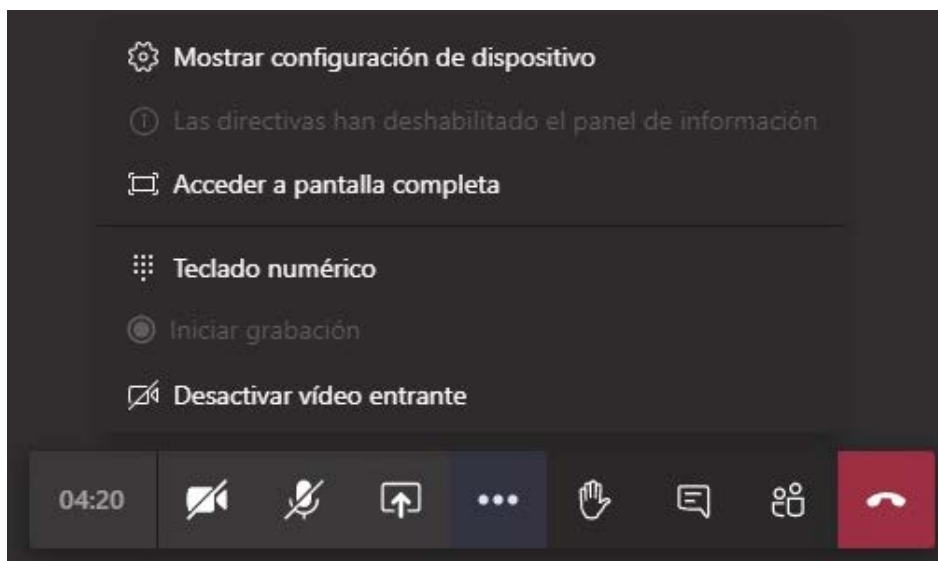 Mostrar configuración de dispositivo
Las directivas han deshabilitado el panel de información
Acceder a pantalla completa
Teclado numérico
Iniciar grabación
Desactivar vídeo entrante
04:20